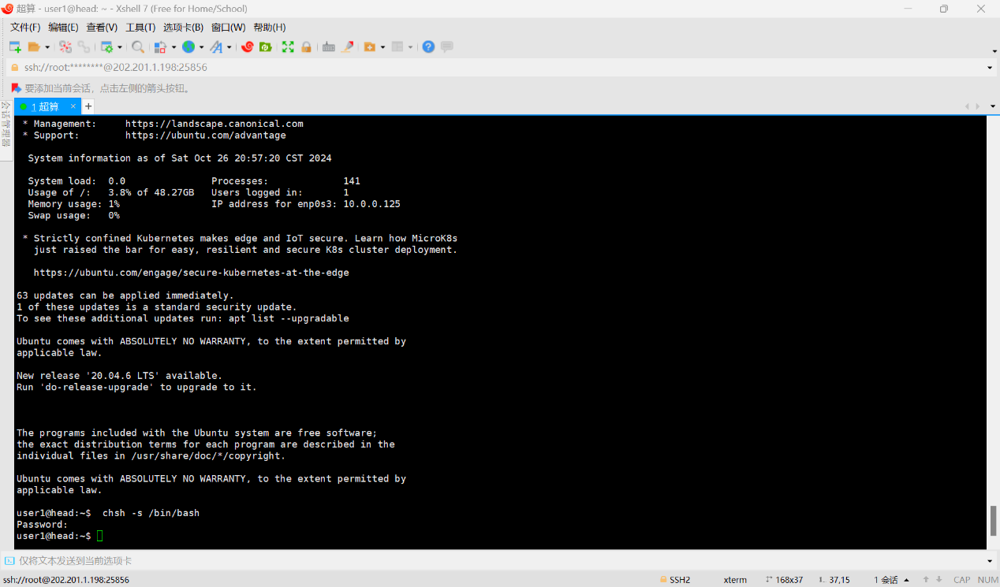 超算 - user1@head: ~ - Xshell 7 (Free for Home/School)
文件(F) 编辑(E) 查看(V) 工具(T) 选项卡(B) 窗口(W) 帮助(H)
ssh://root:********@202.201.1.198:25856
要添加当前会话，点击左侧的箭头按钮。
会话管理器
1 超算 × +
* Management: https://landscape.canonical.com
* Support: https://ubuntu.com/advantage
System information as of Sat Oct 26 20:57:20 CST 2024
System load: 0.0 Processes: 141
Usage of /: 3.8% of 48.27GB Users logged in: 1
Memory usage: 1% IP address for enp0s3: 10.0.0.125
Swap usage: 0%
* Strictly confined Kubernetes makes edge and IoT secure. Learn how MicroK8s
just raised the bar for easy, resilient and secure K8s cluster deployment.
https://ubuntu.com/engage/secure-kubernetes-at-the-edge
63 updates can be applied immediately.
1 of these updates is a standard security update.
To see these additional updates run: apt list --upgradable
Ubuntu comes with ABSOLUTELY NO WARRANTY, to the extent permitted by
applicable law.
New release '20.04.6 LTS' available.
Run 'do-release-upgrade' to upgrade to it.
The programs included with the Ubuntu system are free software;
the exact distribution terms for each program are described in the
individual files in /usr/share/doc/*/copyright.
Ubuntu comes with ABSOLUTELY NO WARRANTY, to the extent permitted by
applicable law.
user1@head:~$  chsh -s /bin/bash
Password:
user1@head:~$
仅将文本发送到当前选项卡
ssh://root@202.201.1.198:25856 SSH2 xterm 168x37 37,15 1 会话 CAP NUM